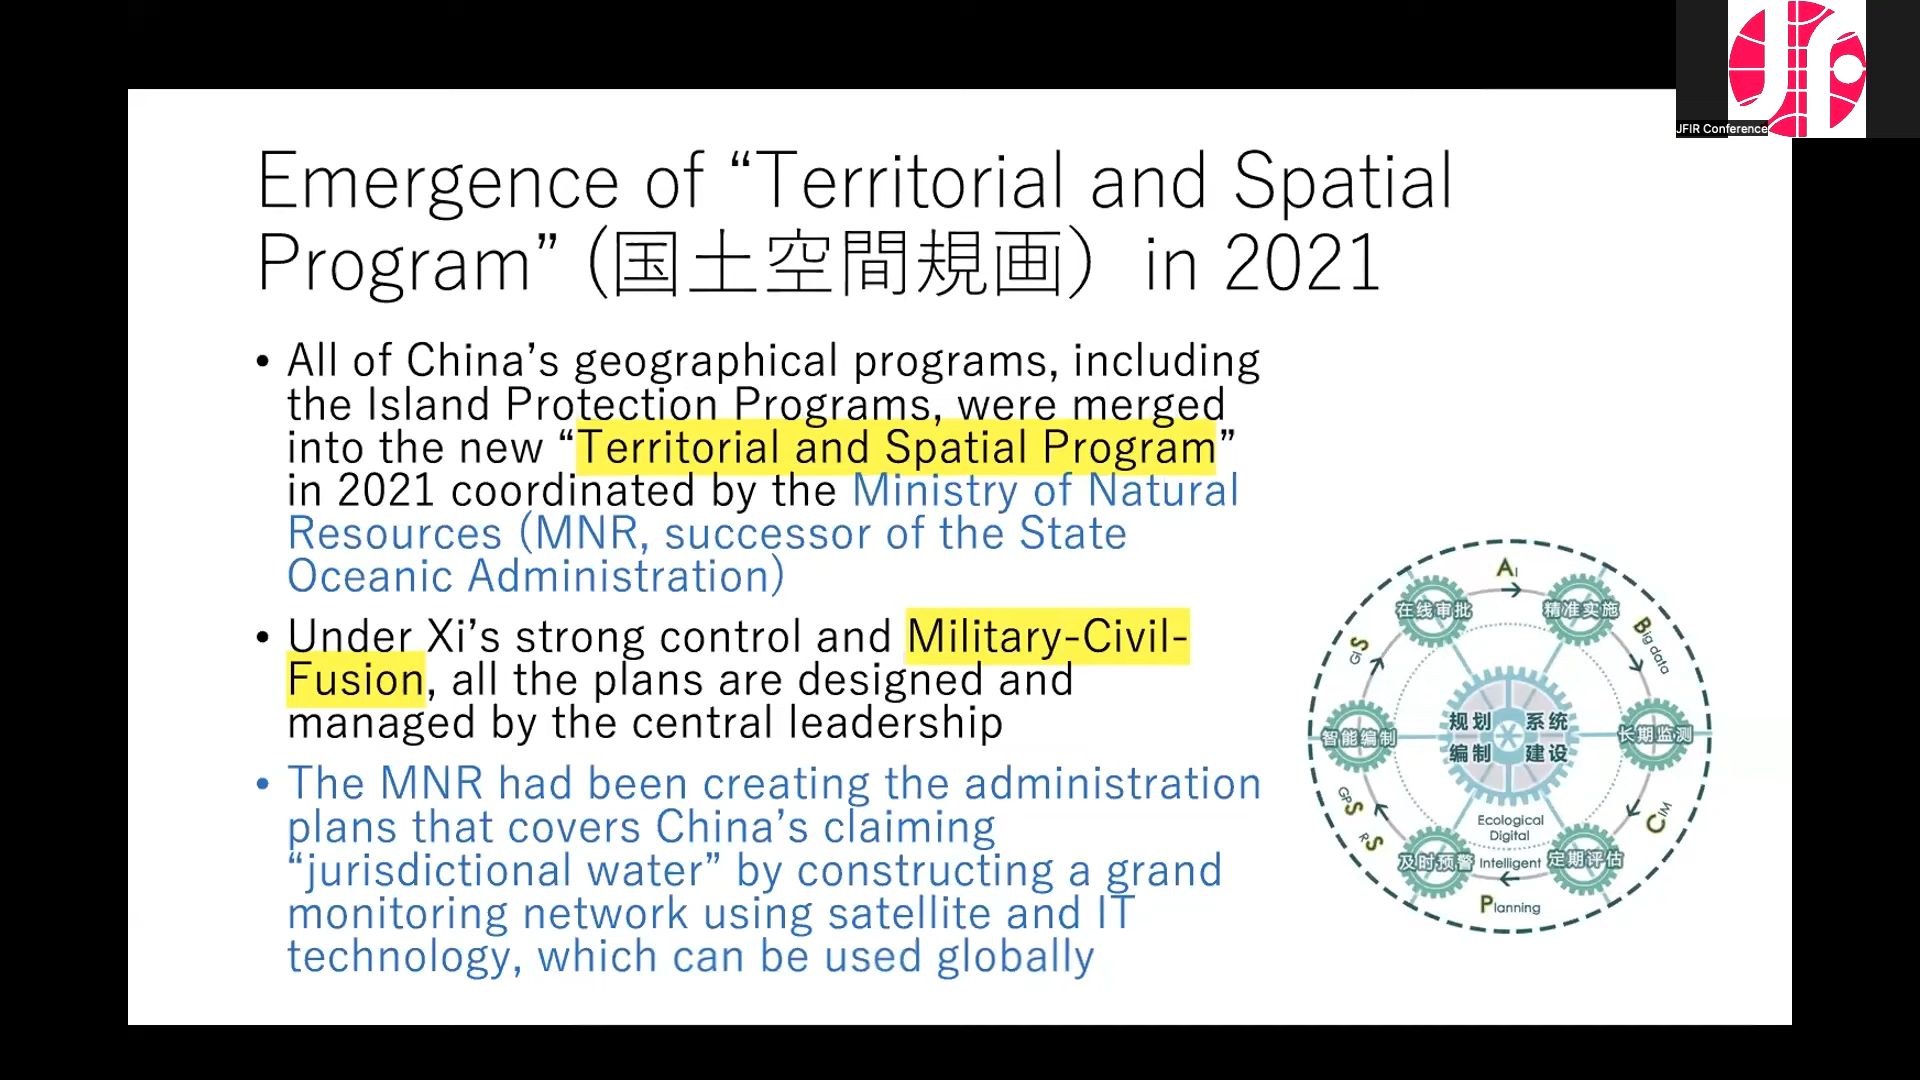 JFIR Conference
Emergence of “Territorial and Spatial
Program” (国土空間規画） in 2021
• All of China’s geographical programs, including
the Island Protection Programs, were merged
into the new “Territorial and Spatial Program”
in 2021 coordinated by the Ministry of Natural
Resources (MNR, successor of the State
Oceanic Administration)
• Under Xi’s strong control and Military-Civil-
Fusion, all the plans are designed and
managed by the central leadership
• The MNR had been creating the administration
plans that covers China’s claiming
“jurisdictional water” by constructing a grand
monitoring network using satellite and IT
technology, which can be used globally
AI
在线审批
精准实施
Big data
GIS
规划 系统
编制 建设
智能编制
长期监测
GPS
RS
CIM
Ecological
Digital
Intelligent
及时预警
定期评估
Planning